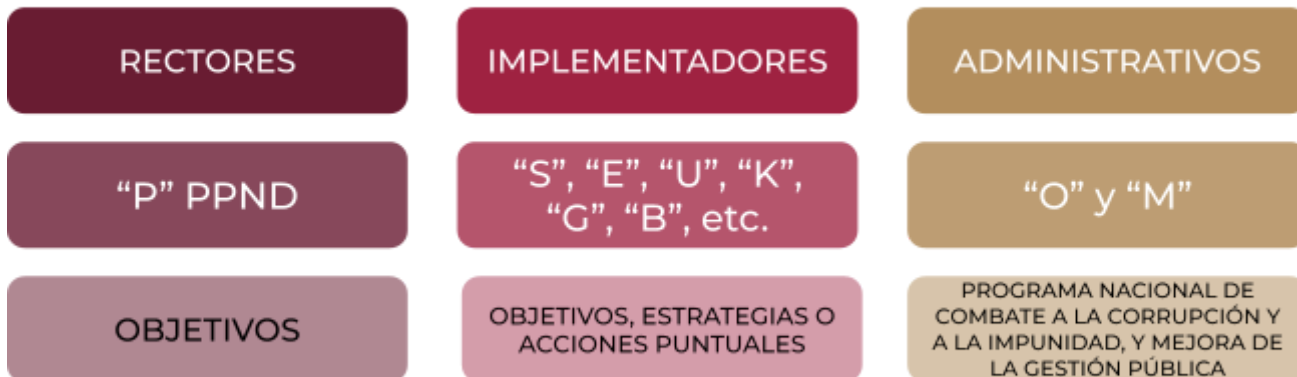 RECTORES
IMPLEMENTADORES
ADMINISTRATIVOS
“P” PPND
“S”, “E”, “U”, “K”,
“G”, “B”, etc.
“O” y “M”
OBJETIVOS
OBJETIVOS, ESTRATEGIAS O
ACCIONES PUNTUALES
PROGRAMA NACIONAL DE
COMBATE A LA CORRUPCIÓN Y
A LA IMPUNIDAD, Y MEJORA DE
LA GESTIÓN PÚBLICA